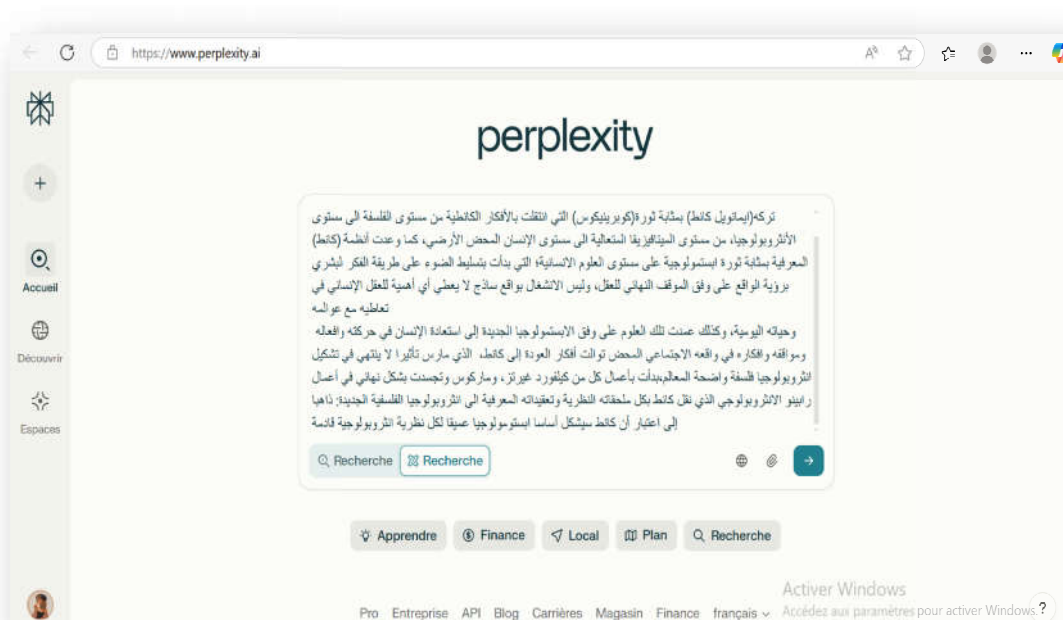 https://www.perplexity.ai
perplexity
تركه(ايمانويل كانط) بمثابة ثورة(كوبرينيكوس) التي انتقلت بالأفكار الكانطية من مستوى الفلسفة الى مستوى
الأنثروبولوجيا، من مستوى الميتافيزيقا المتعالية الى مستوى الإنسان المحض الأرضي، كما وعدت أنظمة (كانط)
المعرفية بمثابة ثورة ابستمولوجية على مستوى العلوم الانسانية؛ التي بدأت بتسليط الضوء على طريقة الفكر لبشري
برؤية الواقع على وفق الموقف النهائي للعقل، وليس الانشغال بواقع ساذج لا يعطي أي أهمية للعقل الإنساني في
تعاطيه مع عوالمه
وحياته اليومية، وكذلك عمدت تلك العلوم على وفق الابستمولوجيا الجديدة إلى استعادة الإنسان في حركته وافعاله
ومواقفه وافكاره في واقعه الاجتماعي المحض توالت أفكار العودة إلى كانط، الذي مارس تأثيرا لا ينتهي في تشكيل
انثروبولوجيا فلسفة واضحة المعالم،بدأت بأعمال كل من كيلفورد غيرتز، وماركوس وتجسدت بشكل نهائي في أعمال
رابينو الانثروبولوجي الذي نقل كانط بكل ملحقاته النظرية وتعقيداته المعرفية الى انثروبولوجيا الفلسفية الجديدة: ذاهبا
إلى اعتبار أن كانط سيشكل أساسا ابستومولوجيا عميقا لكل نظرية انثروبولوجية قادمة
Recherche Recherche
Accueil
Découvrir
Espaces
Apprendre Finance Local Plan Recherche
Activer Windows
Accédez aux paramètres pour activer Windows.
Pro Entreprise API Blog Carrières Magasin Finance français
?